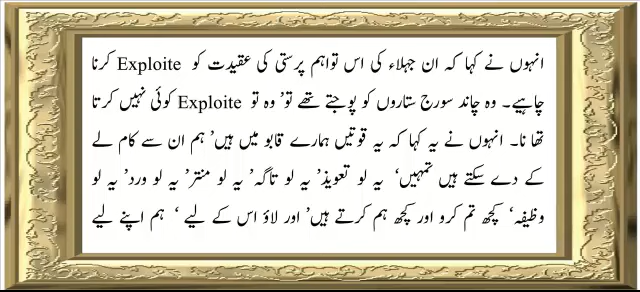 انہوں نے کہا کہ ان جہلاء کی اس تواہم پرستی کی عقیدت کو Exploite کرنا
چاہیے۔ وہ چاند سورج ستاروں کو پوجتے تھے تو’ وہ تو Exploite کوئی نہیں کرتا
تھا نا۔ انہوں نے یہ کہا کہ یہ قوتیں ہمارے قابو میں ہیں’ ہم ان سے کام لے
کے دے سکتے ہیں تمہیں‘ یہ لو تعویذ’ یہ لو تاگہ’ یہ لو منتر’ یہ لو ورد’ یہ لو
وظیفہ‘ کچھ تم کرو اور کچھ ہم کرتے ہیں’ اور لاؤ اس کے لیے ‘ ہم اپنے لیے